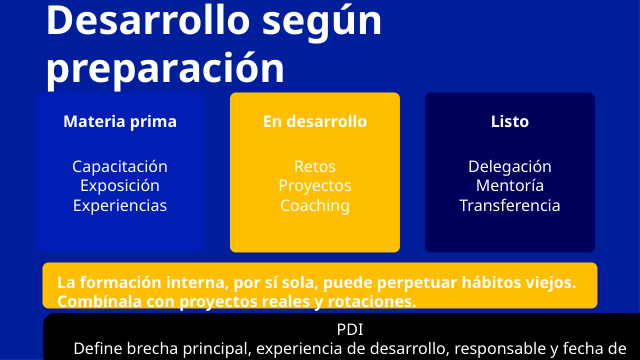 Desarrollo según
preparación
Materia prima
Capacitación
Exposición
Experiencias
En desarrollo
Retos
Proyectos
Coaching
Listo
Delegación
Mentoría
Transferencia
La formación interna, por sí sola, puede perpetuar hábitos viejos.
Combínala con proyectos reales y rotaciones.
PDI
Define brecha principal, experiencia de desarrollo, responsable y fecha de